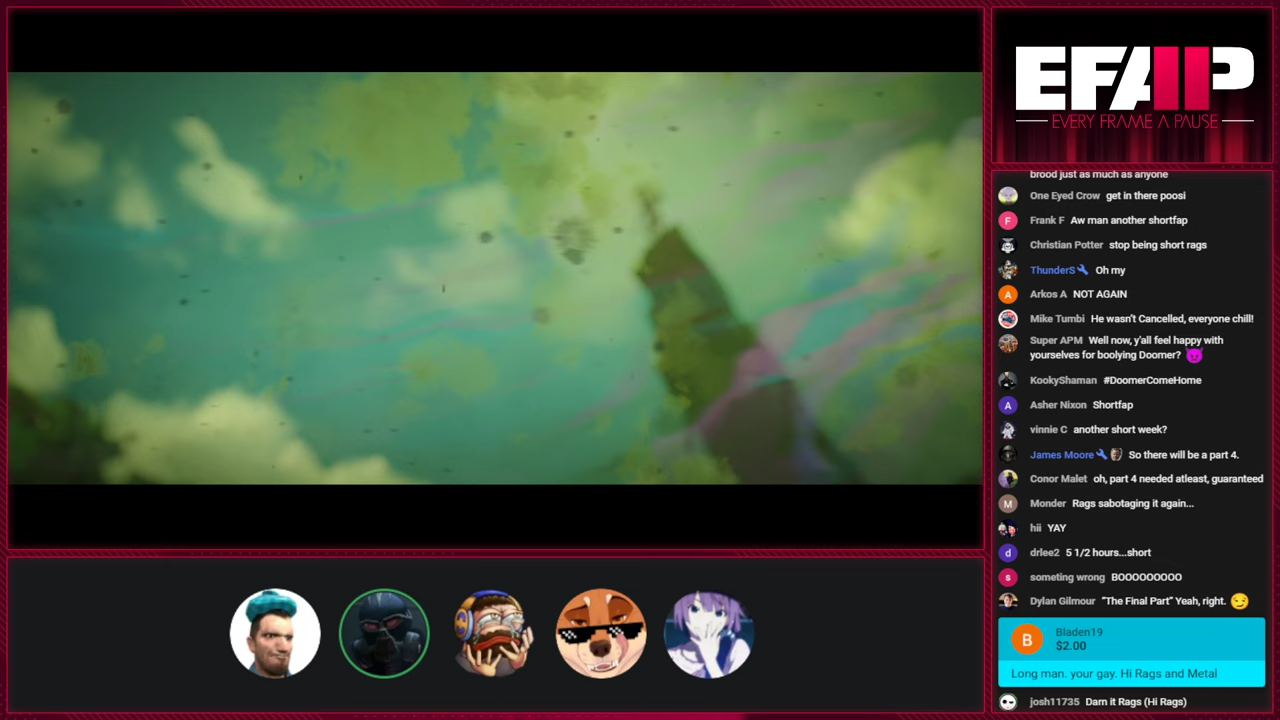 EFAP
EVERY FRAME A PAUSE
brood just as much as anyone
One Eyed Crow get in there poosi
F Frank F Aw man another shortfap
Christian Potter stop being short rags
ThunderS Oh my
A Arkos A NOT AGAIN
Mike Tumbi He wasn't Cancelled, everyone chill!
Super APM Well now, y'all feel happy with
yourselves for boolying Doomer?
KookyShaman #DoomerComeHome
A Asher Nixon Shortfap
vinnie C another short week?
James Moore So there will be a part 4.
Conor Malet oh, part 4 needed atleast, guaranteed
M Monder Rags sabotaging it again...
hii YAY
d drlee2 5 1/2 hours...short
s someting wrong BOOOOOOOOO
Dylan Gilmour "The Final Part" Yeah, right.
B Bladen19
$2.00
Long man. your gay. Hi Rags and Metal
josh11735 Darn it Rags (Hi Rags)